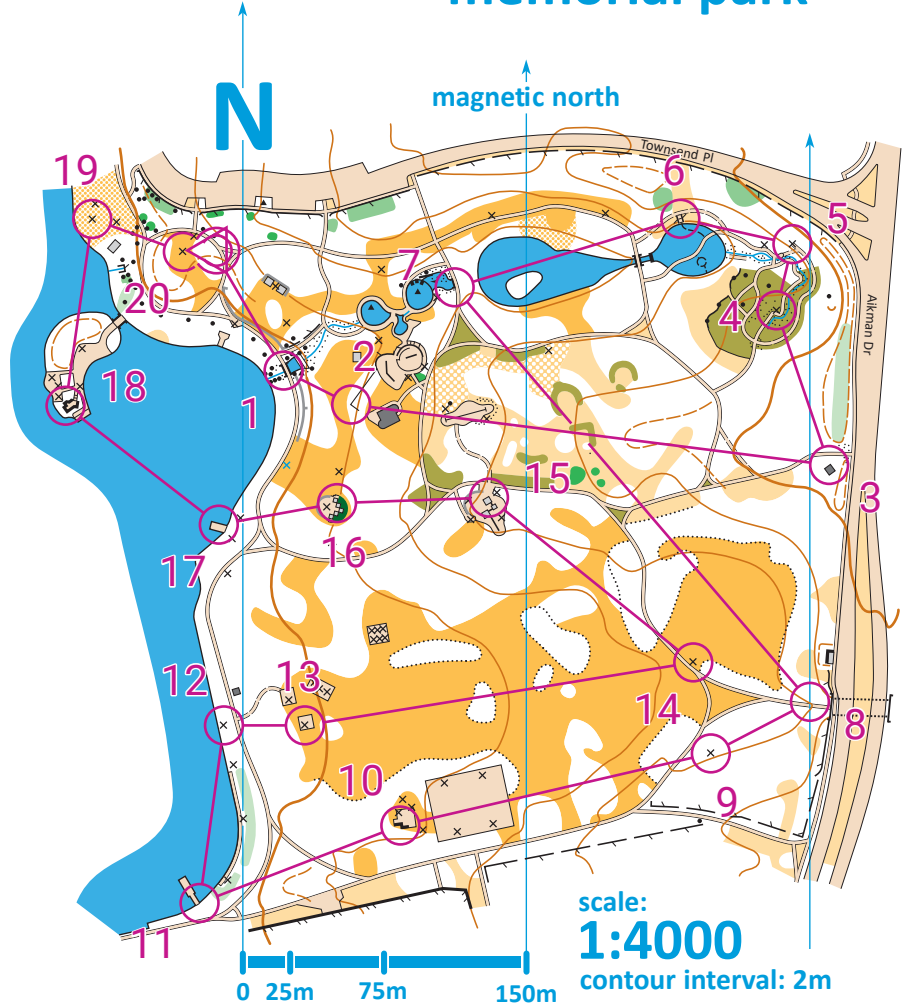 memorial park
N
magnetic north
Townsend Pl
19
6
5
7
20
4
Aikman Dr
2
18
1
15
3
16
17
12
13
14
8
10
9
11
scale:
1:4000
contour interval: 2m
0 25m 75m 150m